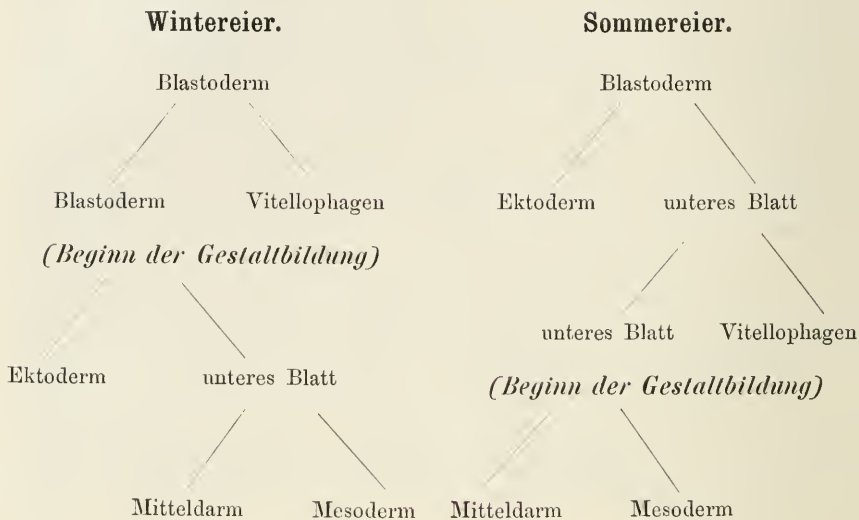 Wintereier.
Blastoderm
Blastoderm Vitellophagen
(Beginn der Gestaltbildung)
Ektoderm unteres Blatt
Mitteldarm Mesoderm
Sommereier.
Blastoderm
Ektoderm unteres Blatt
unteres Blatt Vitellophagen
(Beginn der Gestaltbildung)
Mitteldarm Mesoderm